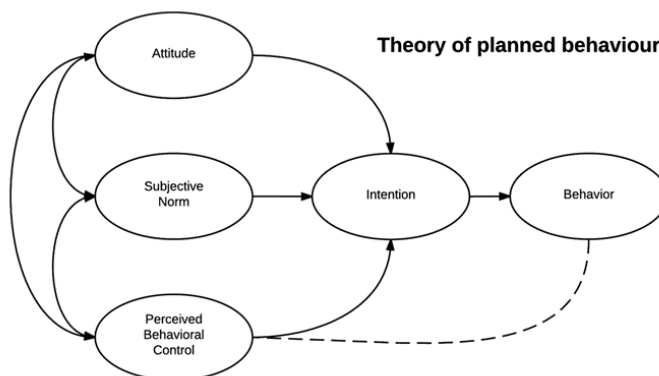 Theory of planned behaviour
Attitude
Subjective
Norm
Intention
Behavior
Perceived
Behavioral
Control